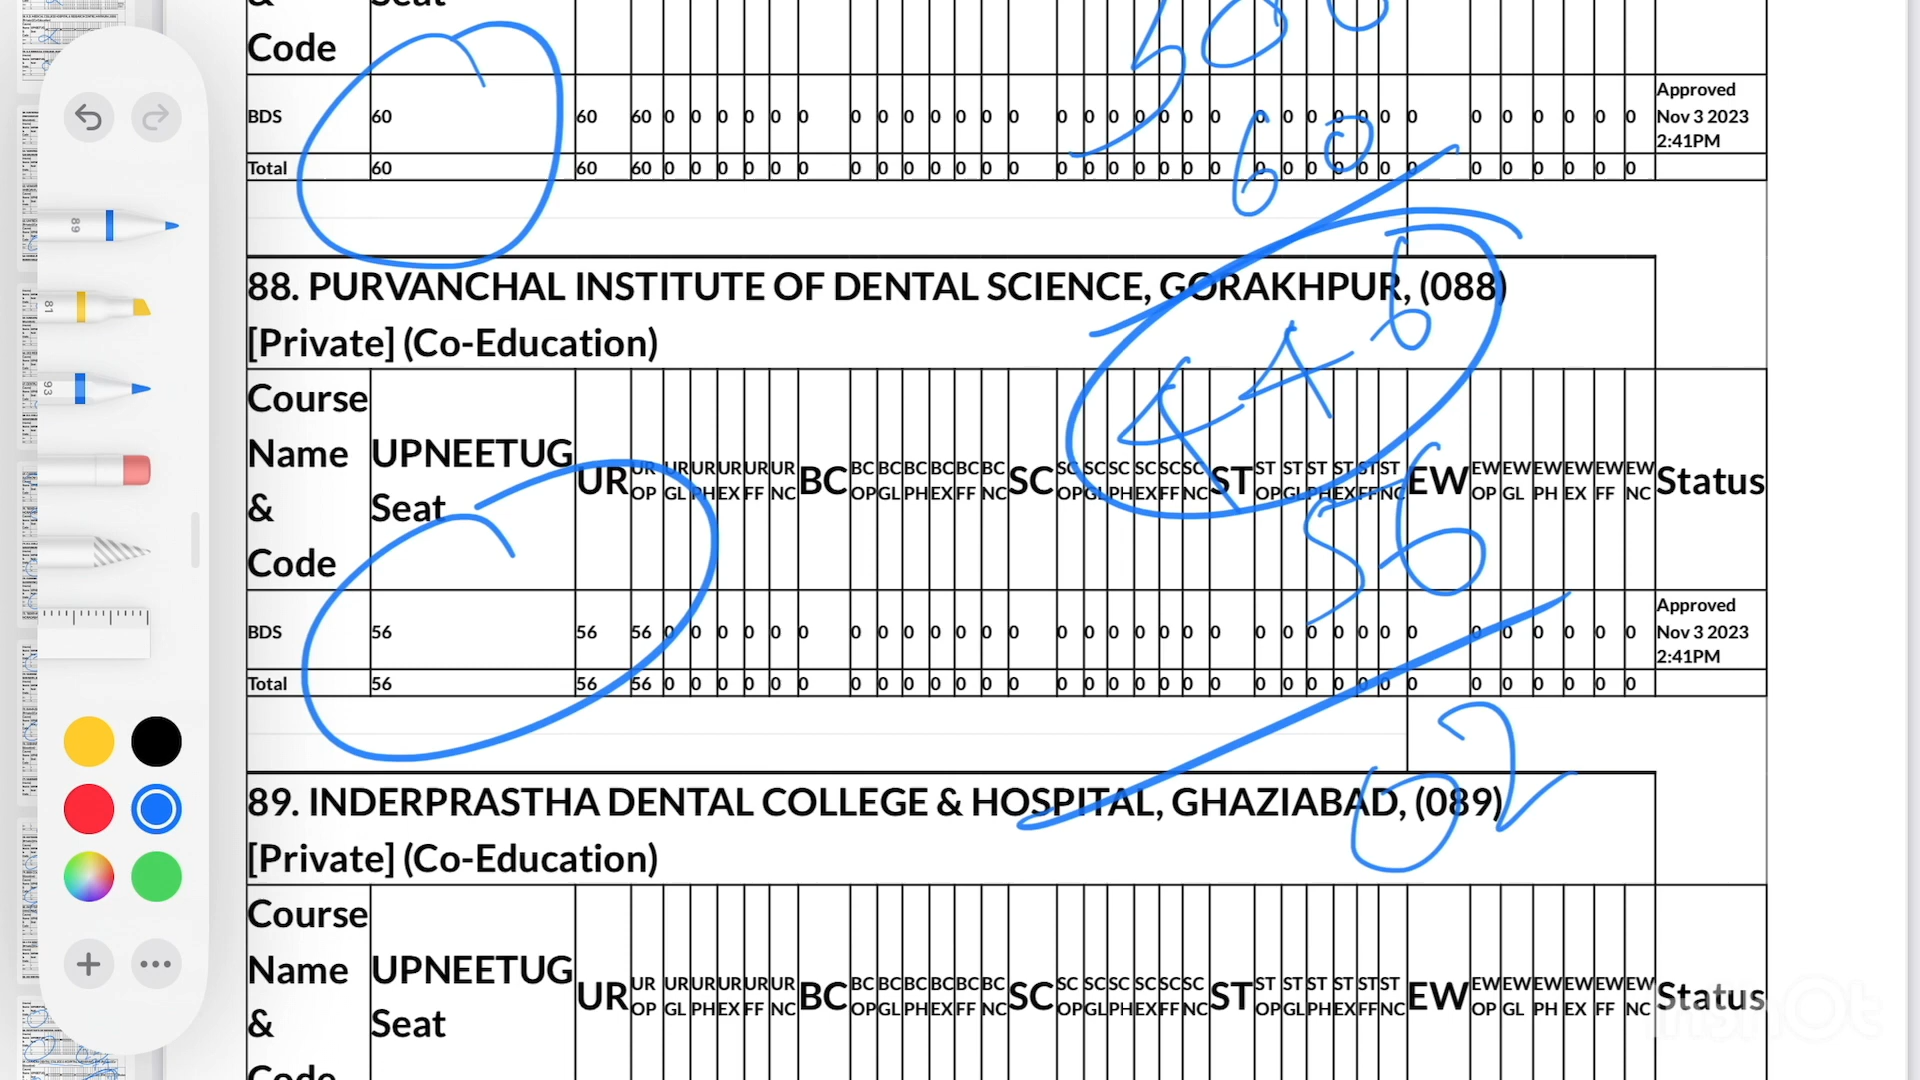 & Seat
Code
BDS 60 60 60 0 0 0 0 0 0 0 0 0 0 0 0 0 0 0 0 0 0 0 0 0 0 0 0 0 0 0 0 0 0 0 Approved Nov 3 2023 2:41PM
Total 60 60 60 0 0 0 0 0 0 0 0 0 0 0 0 0 0 0 0 0 0 0 0 0 0 0 0 0 0 0 0 0 0 0
60
88. PURVANCHAL INSTITUTE OF DENTAL SCIENCE, GORAKHPUR, (088)
[Private] (Co-Education)
Course Name & Code UPNEETUG Seat UR UR OP UR GL UR PH UR EX UR FF UR NC BC BC OP BC GL BC PH BC EX BC FF BC NC SC SC OP SC GL SC PH SC EX SC FF SC NC ST ST OP ST GL ST PH ST EX ST FF ST NC EW EW OP EW GL EW PH EW EX EW FF EW NC Status
56
BDS 56 56 56 0 0 0 0 0 0 0 0 0 0 0 0 0 0 0 0 0 0 0 0 0 0 0 0 0 0 0 0 0 0 0 Approved Nov 3 2023 2:41PM
Total 56 56 56 0 0 0 0 0 0 0 0 0 0 0 0 0 0 0 0 0 0 0 0 0 0 0 0 0 0 0 0 0 0 0
02
89. INDERPRASTHA DENTAL COLLEGE & HOSPITAL, GHAZIABAD, (089)
[Private] (Co-Education)
Course Name & Code UPNEETUG Seat UR UR OP UR GL UR PH UR EX UR FF UR NC BC BC OP BC GL BC PH BC EX BC FF BC NC SC SC OP SC GL SC PH SC EX SC FF SC NC ST ST OP ST GL ST PH ST EX ST FF ST NC EW EW OP EW GL EW PH EW EX EW FF EW NC Status
89
81
93